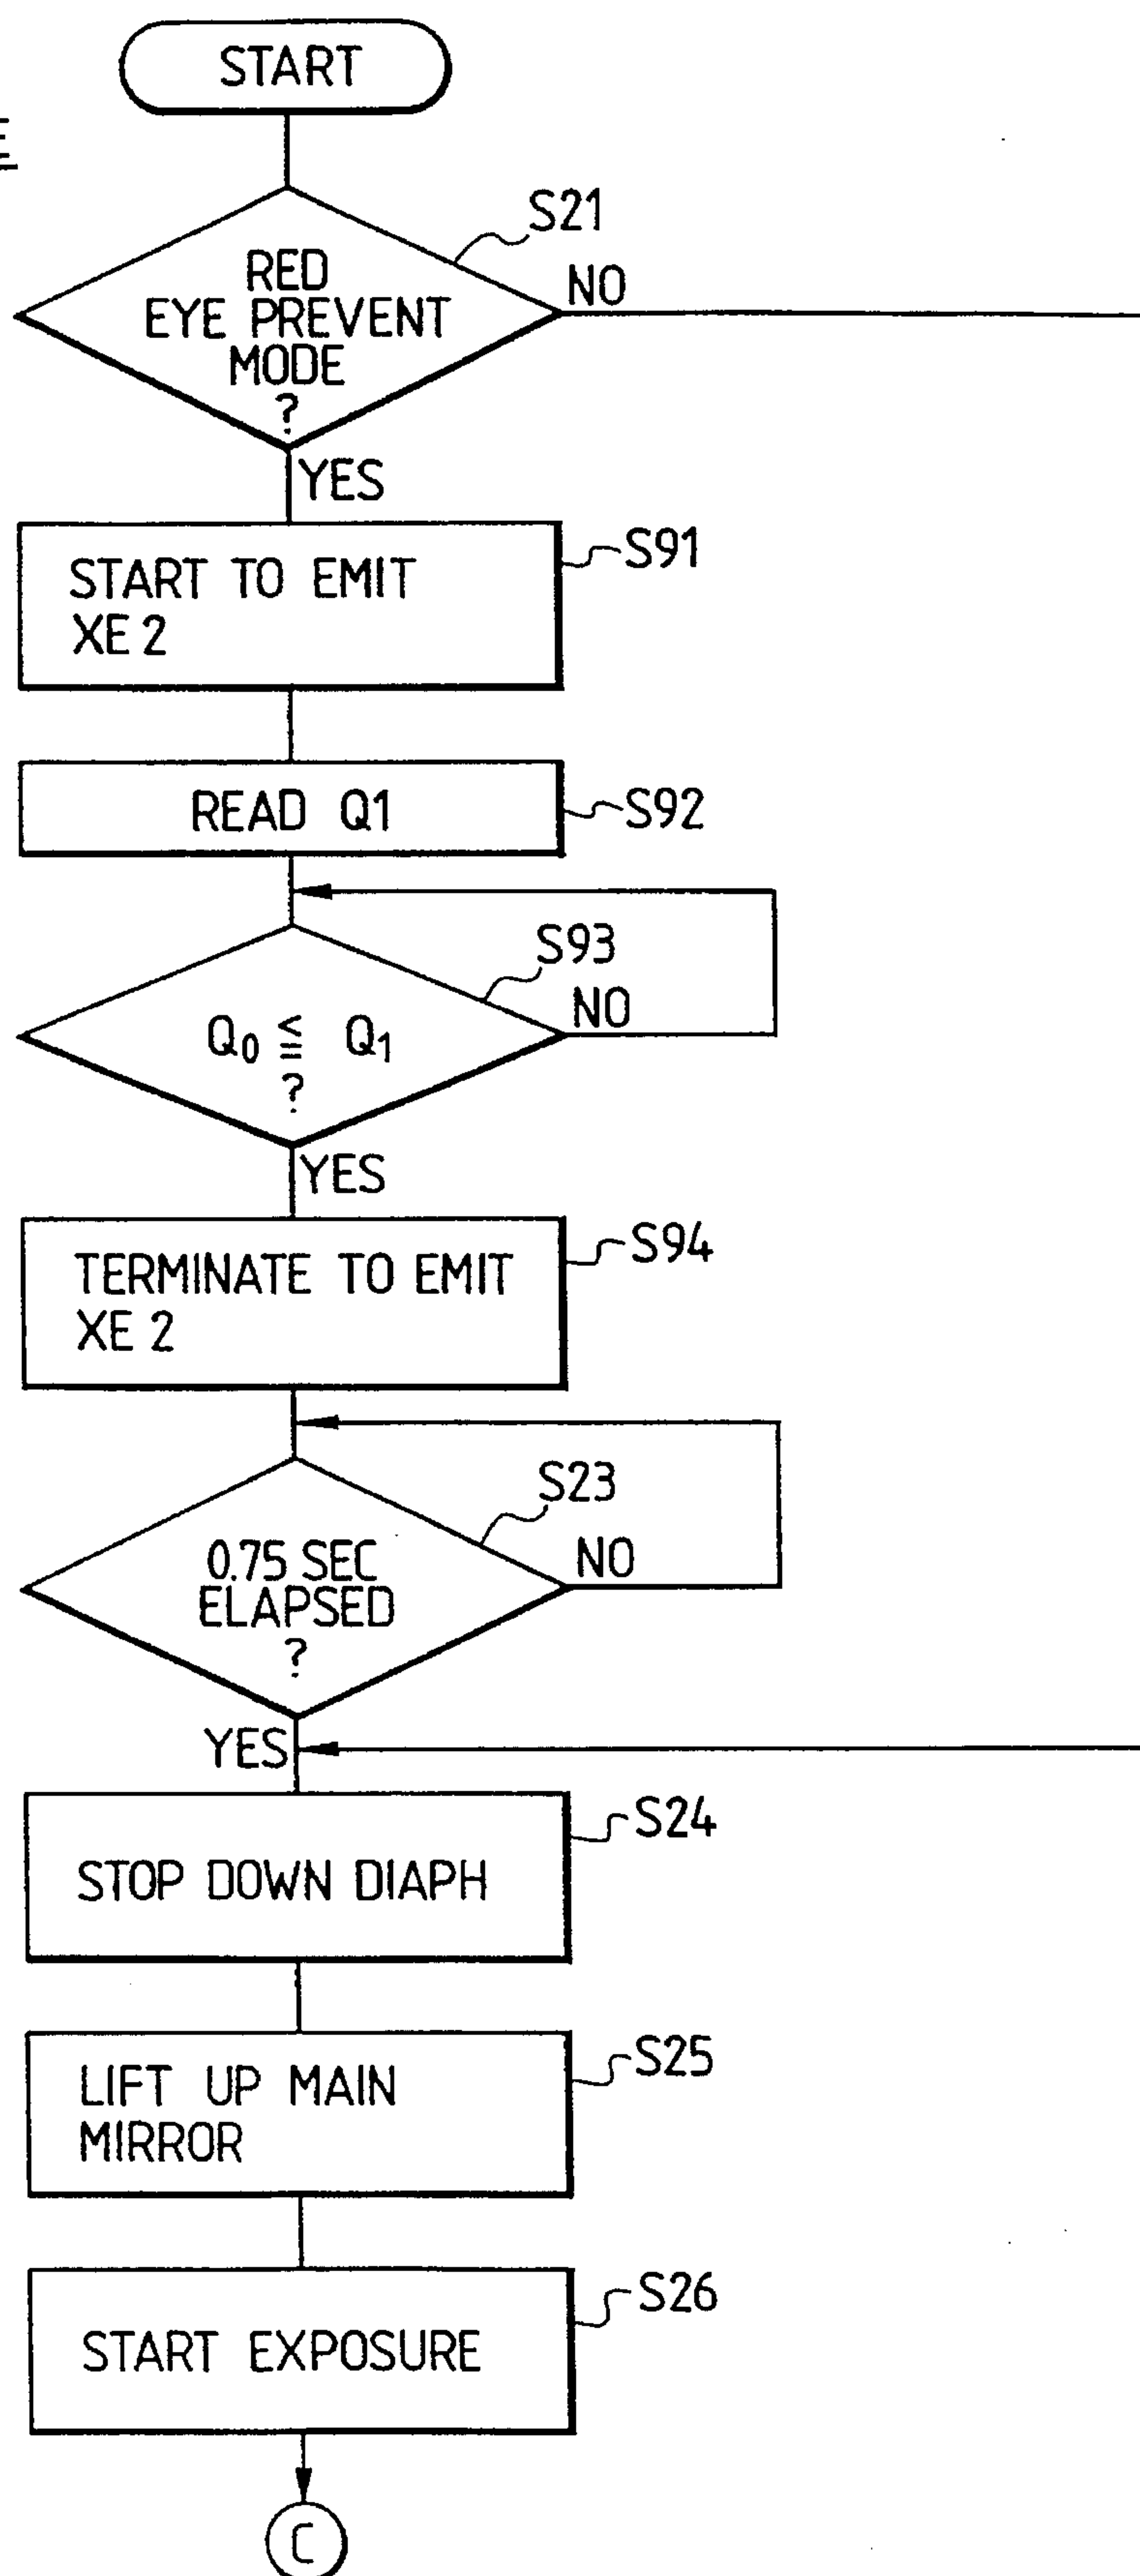 START
E
S21
RED
EYE PREVENT
MODE
?
NO
YES
S91
START TO EMIT
XE 2
READ Q1
S92
S93
Q₀ ≦ Q₁
?
NO
YES
S94
TERMINATE TO EMIT
XE 2
S23
0.75 SEC
ELAPSED
?
NO
YES
S24
STOP DOWN DIAPH
S25
LIFT UP MAIN
MIRROR
S26
START EXPOSURE
C